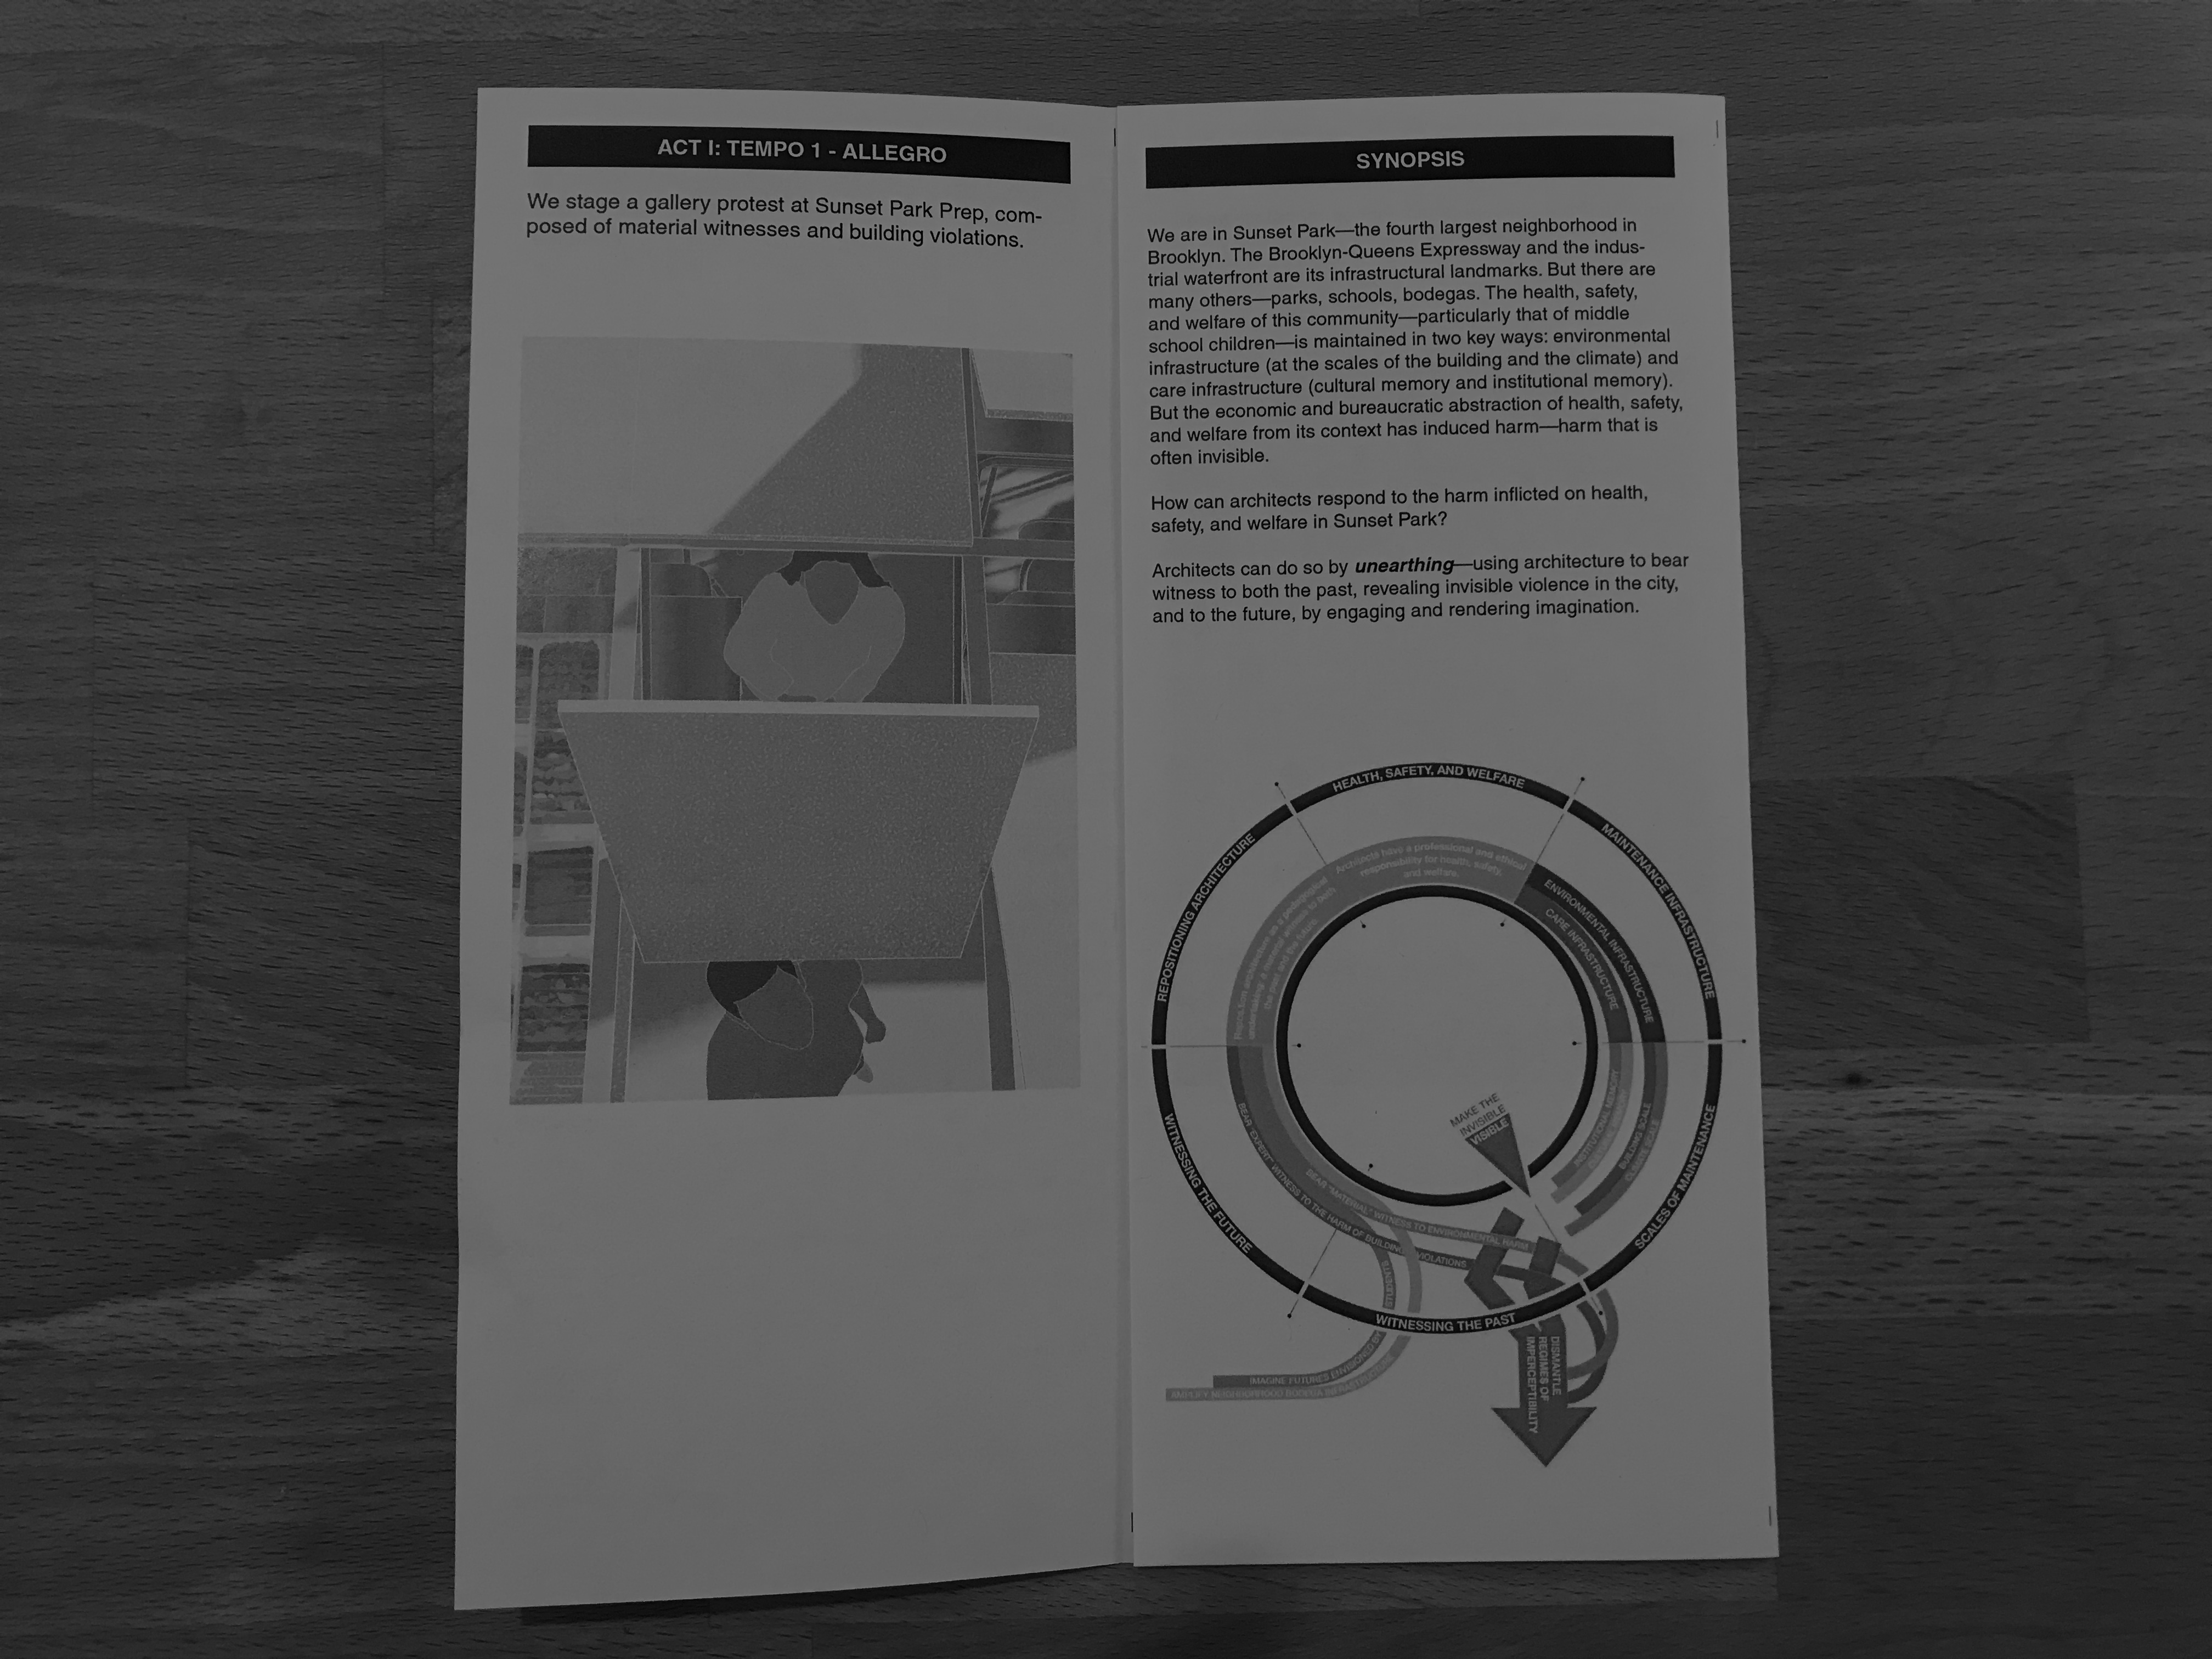 ACT I: TEMPO 1 - ALLEGRO
We stage a gallery protest at Sunset Park Prep, com-
posed of material witnesses and building violations.
SYNOPSIS
We are in Sunset Park—the fourth largest neighborhood in
Brooklyn. The Brooklyn-Queens Expressway and the indus-
trial waterfront are its infrastructural landmarks. But there are
many others—parks, schools, bodegas. The health, safety,
and welfare of this community—particularly that of middle
school children—is maintained in two key ways: environmental
infrastructure (at the scales of the building and the climate) and
care infrastructure (cultural memory and institutional memory).
But the economic and bureaucratic abstraction of health, safety,
and welfare from its context has induced harm—harm that is
often invisible.
How can architects respond to the harm inflicted on health,
safety, and welfare in Sunset Park?
Architects can do so by unearthing—using architecture to bear
witness to both the past, revealing invisible violence in the city,
and to the future, by engaging and rendering imagination.
HEALTH, SAFETY, AND WELFARE
MAINTENANCE INFRASTRUCTURE
SCALES OF MAINTENANCE
WITNESSING THE PAST
WITNESSING THE FUTURE
REPOSITIONING ARCHITECTURE
Architects have a professional and ethical
responsibility for health, safety,
and welfare.
ENVIRONMENTAL INFRASTRUCTURE
CARE INFRASTRUCTURE
INSTITUTIONAL MEMORY
BUILDING SCALE
MAKE THE
INVISIBLE
VISIBLE
BEAR "EXPERT" WITNESS TO THE HARM OF BUILDING VIOLATIONS
BEAR "MATERIAL" WITNESS TO ENVIRONMENTAL HARM
IMAGINE FUTURES ENVISIONED BY STUDENTS
DISMANTLE
REGIMES OF
IMPERCEPTIBILITY